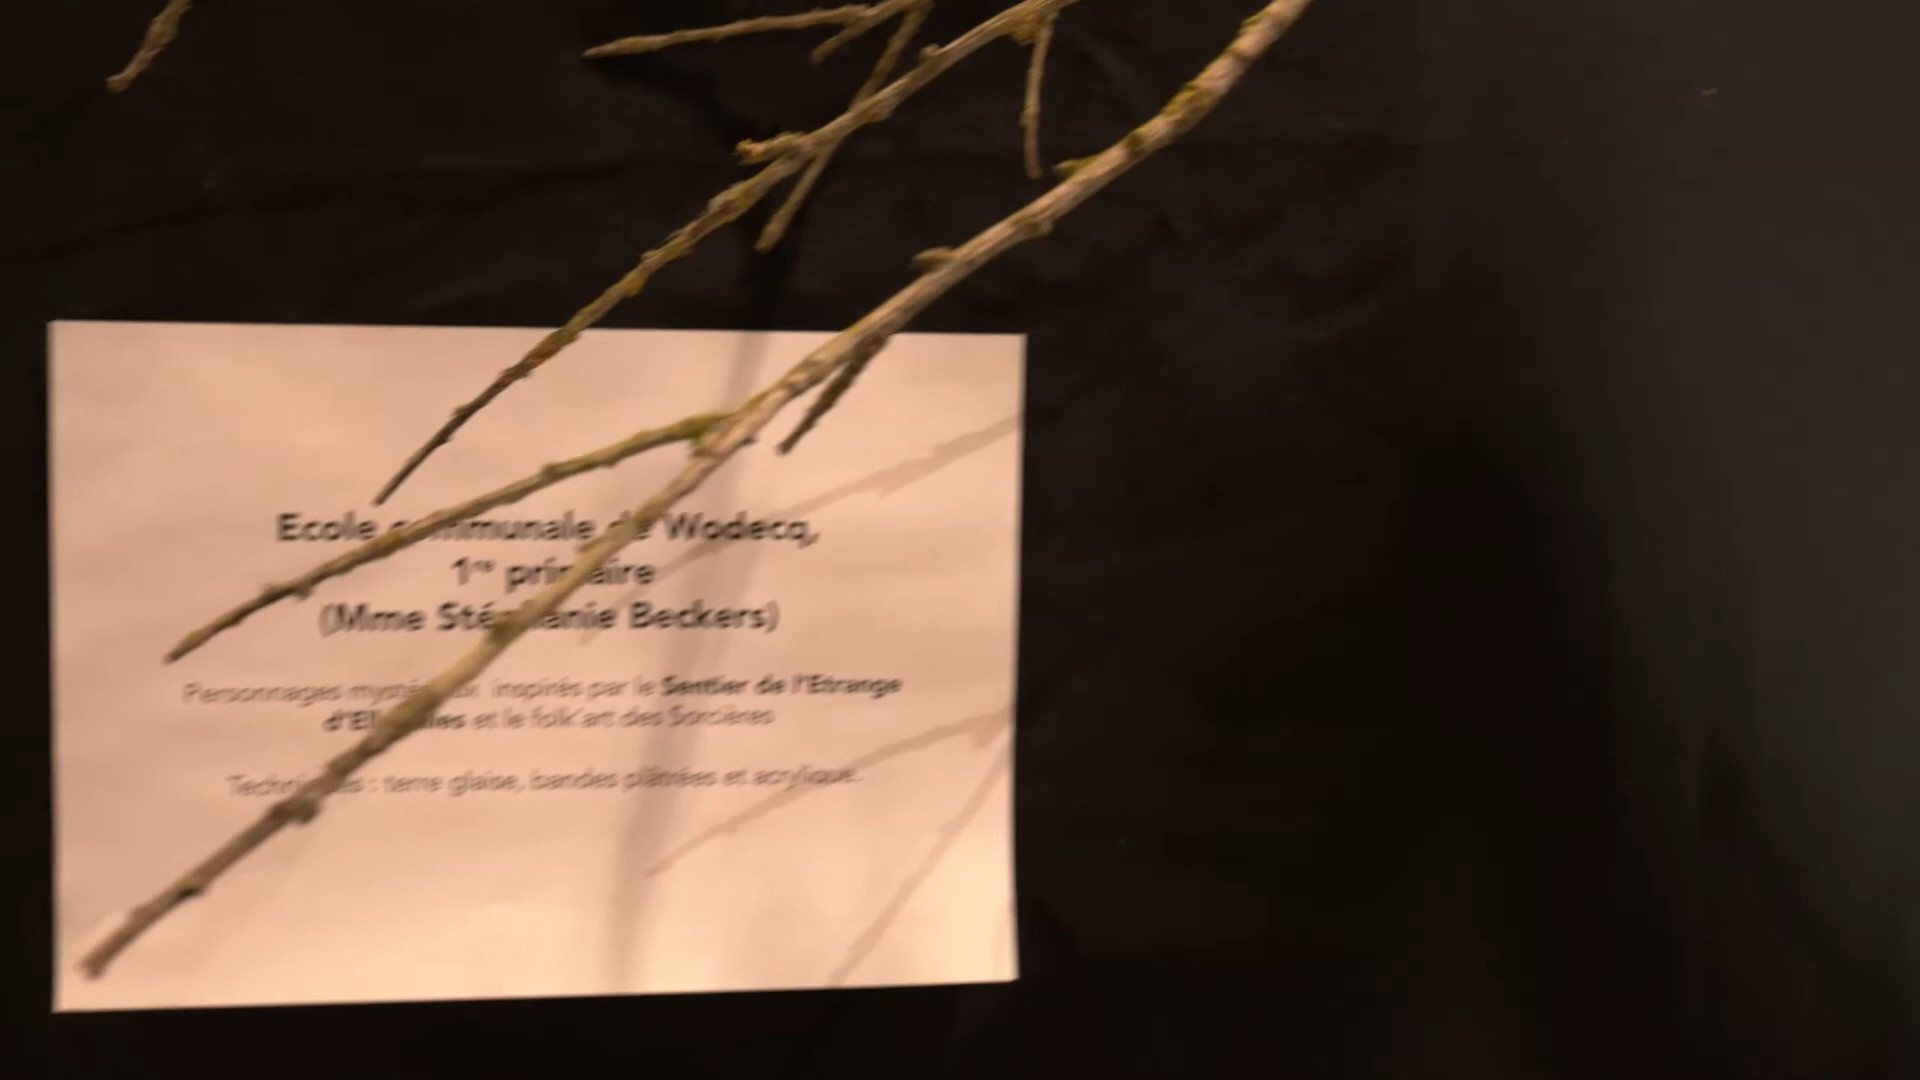 Ecole communale de Wodecq,
1re primaire
(Mme Stéphanie Beckers)
Personnages mystérieux inspirés par le Sentier de l'Etrange
d'Ellezelles et le folk'art des Sorcières
Techniques : terre glaise, bandes plâtrées et acrylique.